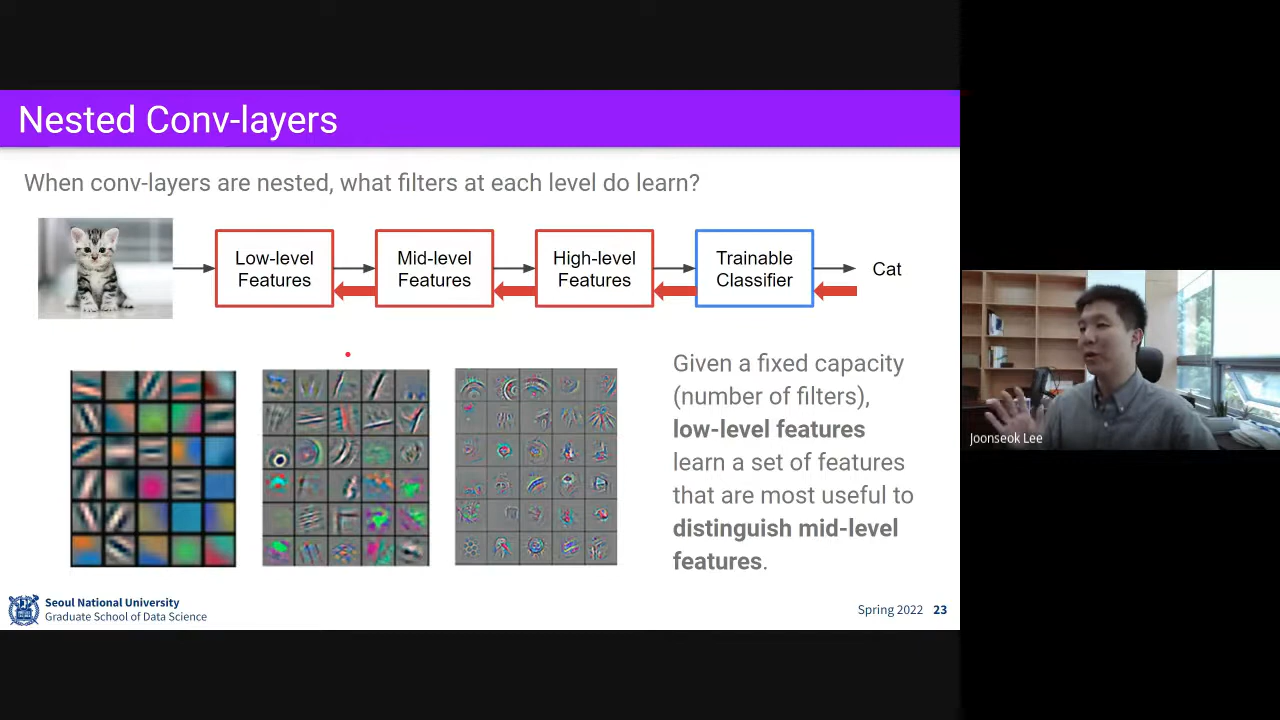 Nested Conv-layers
When conv-layers are nested, what filters at each level do learn?
Low-level
Features
Mid-level
Features
High-level
Features
Trainable
Classifier
Cat
Given a fixed capacity
(number of filters),
low-level features
learn a set of features
that are most useful to
distinguish mid-level
features.
Joonseok Lee
Seoul National University
Graduate School of Data Science
Spring 2022 23